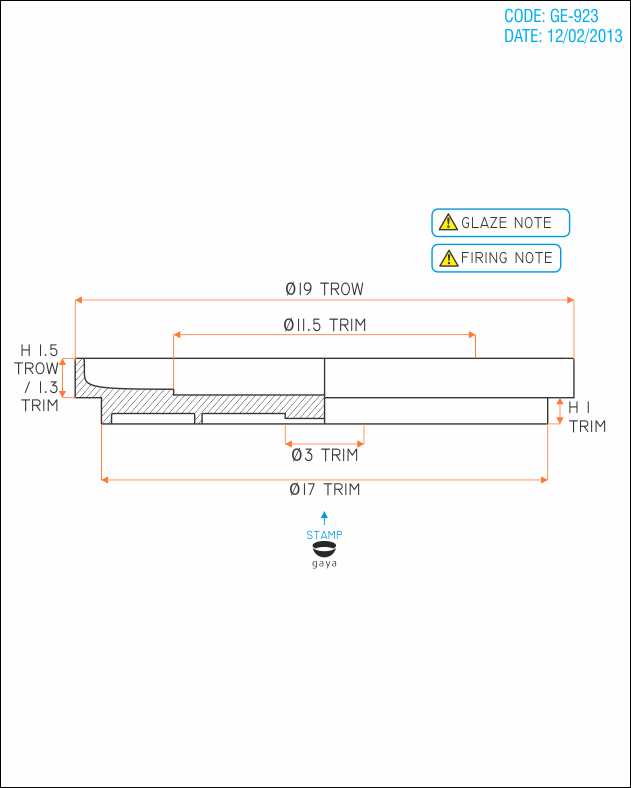 CODE: GE-923
DATE: 12/02/2013
GLAZE NOTE
FIRING NOTE
Ø19 TROW
Ø11.5 TRIM
H 1.5
TROW
/ 1.3
TRIM
H 1
TRIM
Ø3 TRIM
Ø17 TRIM
STAMP
gaya